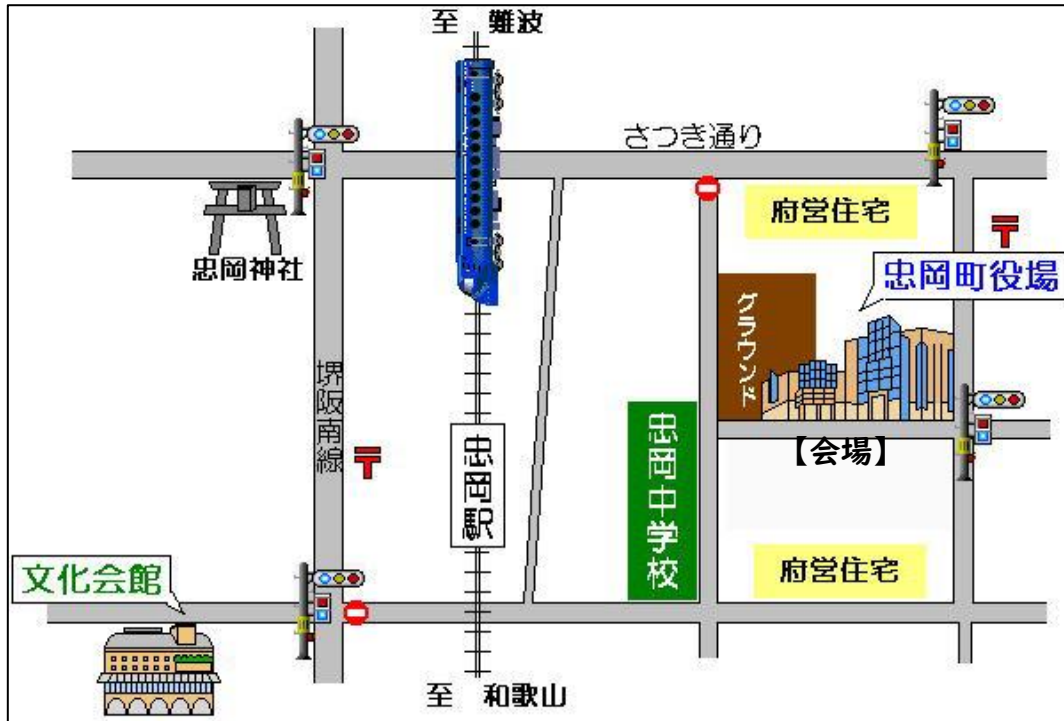 至 難波
さつき通り
府営住宅
忠岡神社
忠岡町役場
グラウンド
堺阪南線
〒
忠岡駅
忠岡中学校
【会場】
〒
文化会館
府営住宅
至 和歌山